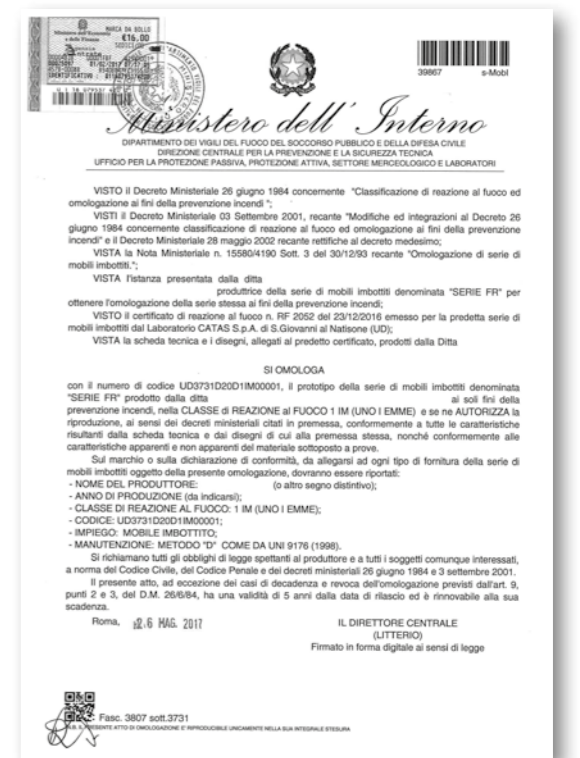 Ministero dell'Economia
e delle Finanze
MARCA DA BOLLO
€16,00
SEDICI/00
39867 s-Mobl
Ministero dell' Interno
DIPARTIMENTO DEI VIGILI DEL FUOCO DEL SOCCORSO PUBBLICO E DELLA DIFESA CIVILE
DIREZIONE CENTRALE PER LA PREVENZIONE E LA SICUREZZA TECNICA
UFFICIO PER LA PROTEZIONE PASSIVA, PROTEZIONE ATTIVA, SETTORE MERCEOLOGICO E LABORATORI
VISTO il Decreto Ministeriale 26 giugno 1984 concernente "Classificazione di reazione al fuoco ed
omologazione ai fini della prevenzione incendi ";
VISTI il Decreto Ministeriale 03 Settembre 2001, recante "Modifiche ed integrazioni al Decreto 26
giugno 1984 concernente classificazione di reazione al fuoco ed omologazione ai fini della prevenzione
incendi" e il Decreto Ministeriale 28 maggio 2002 recante rettifiche al decreto medesimo;
VISTA la Nota Ministeriale n. 15580/4190 Sott. 3 del 30/12/93 recante "Omologazione di serie di
mobili imbottiti.";
VISTA l'istanza presentata dalla ditta
produttrice della serie di mobili imbottiti denominata "SERIE FR" per
ottenere l'omologazione della serie stessa ai fini della prevenzione incendi;
VISTO il certificato di reazione al fuoco n. RF 2052 del 23/12/2016 emesso per la predetta serie di
mobili imbottiti dal Laboratorio CATAS S.p.A. di S.Giovanni al Natisone (UD);
VISTA la scheda tecnica e i disegni, allegati al predetto certificato, prodotti dalla Ditta
SI OMOLOGA
con il numero di codice UD3731D20D1IM00001, il prototipo della serie di mobili imbottiti denominata
"SERIE FR" prodotto dalla ditta ai soli fini della
prevenzione incendi, nella CLASSE di REAZIONE al FUOCO 1 IM (UNO I EMME) e se ne AUTORIZZA la
riproduzione, ai sensi dei decreti ministeriali citati in premessa, conformemente a tutte le caratteristiche
risultanti dalla scheda tecnica e dai disegni di cui alla premessa stessa, nonché conformemente alle
caratteristiche apparenti e non apparenti del materiale sottoposto a prove.
Sul marchio o sulla dichiarazione di conformità, da allegarsi ad ogni tipo di fornitura della serie di
mobili imbottiti oggetto della presente omologazione, dovranno essere riportati:
- NOME DEL PRODUTTORE: (o altro segno distintivo);
- ANNO DI PRODUZIONE (da indicarsi);
- CLASSE DI REAZIONE AL FUOCO: 1 IM (UNO I EMME);
- CODICE: UD3731D20D1IM00001;
- IMPIEGO: MOBILE IMBOTTITO;
- MANUTENZIONE: METODO "D" COME DA UNI 9176 (1998).
Si richiamano tutti gli obblighi di legge spettanti al produttore e a tutti i soggetti comunque interessati,
a norma del Codice Civile, del Codice Penale e dei decreti ministeriali 26 giugno 1984 e 3 settembre 2001.
Il presente atto, ad eccezione dei casi di decadenza e revoca dell'omologazione previsti dall'art. 9,
punti 2 e 3, del D.M. 26/6/84, ha una validità di 5 anni dalla data di rilascio ed è rinnovabile alla sua
scadenza.
Roma, 26 MAG. 2017
IL DIRETTORE CENTRALE
(LITTERIO)
Firmato in forma digitale ai sensi di legge
Fasc. 3807 sott.3731
N.B. IL PRESENTE ATTO DI OMOLOGAZIONE E' RIPRODUCIBILE UNICAMENTE NELLA SUA INTEGRALE STESURA